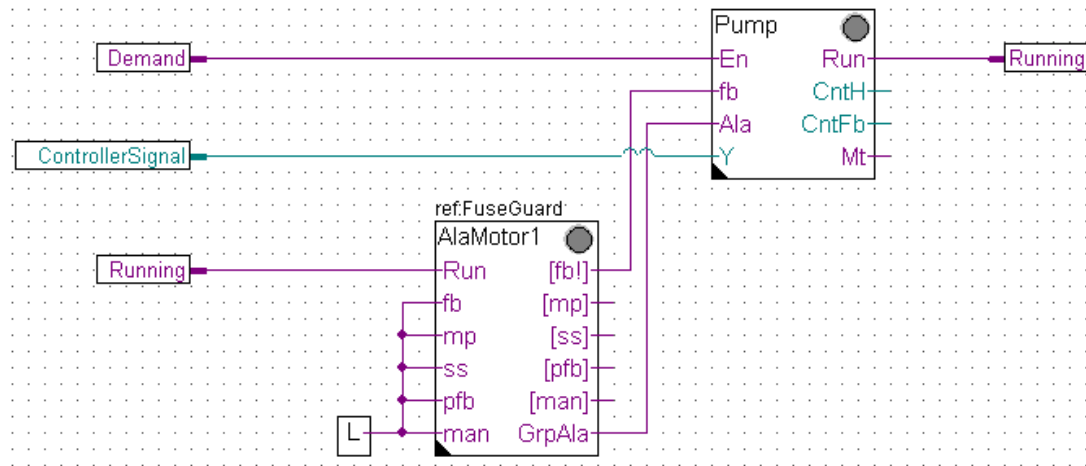 Pump
Demand En Run Running
fb CntH
Ala CntFb
ControllerSignal Y Mt
ref:FuseGuard
AlaMotor1
Running Run [fb!]
fb [mp]
mp [ss]
ss [pfb]
pfb [man]
L man GrpAla